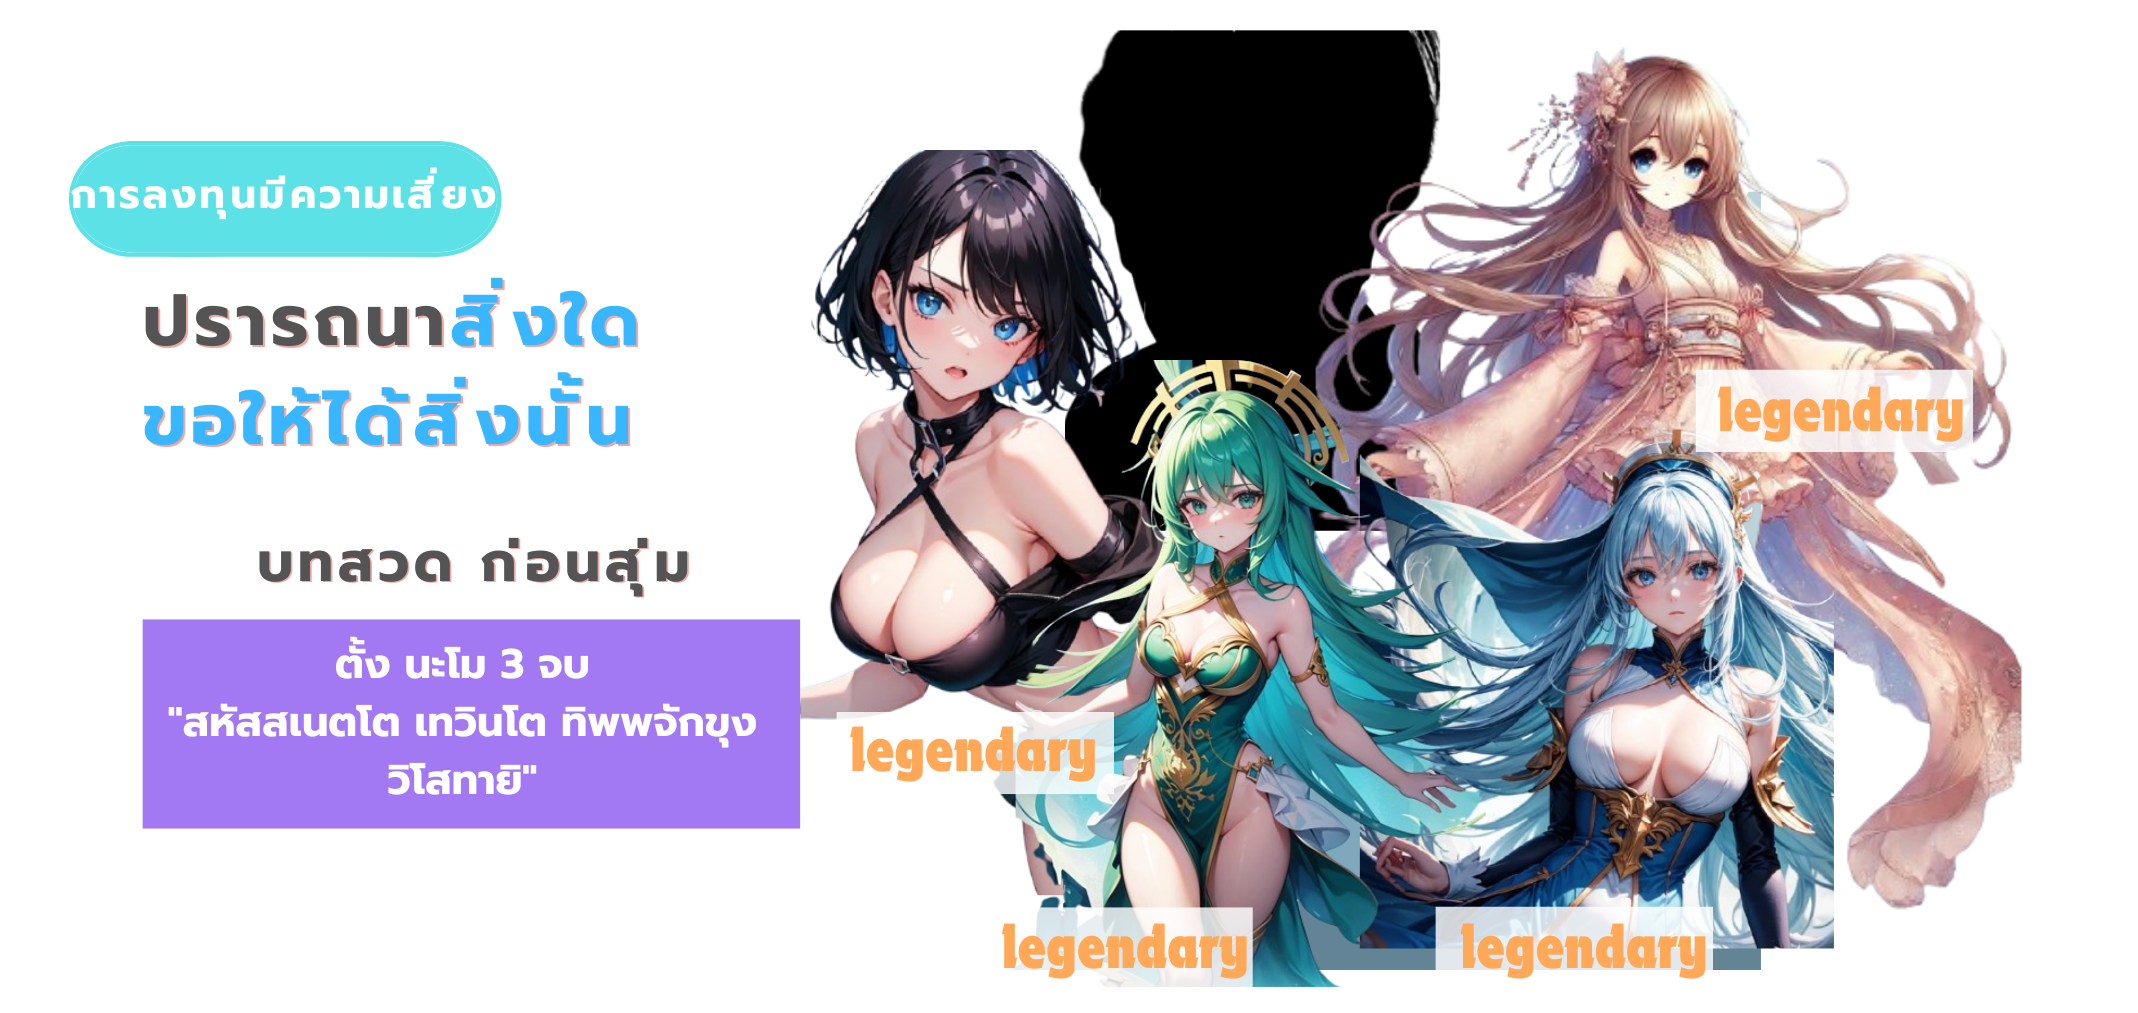 การลงทุนมีความเสี่ยง
ปรารถนาสิ่งใด
ขอให้ได้สิ่งนั้น
บทสวด ก่อนสุ่ม
ตั้ง นะโม 3 จบ
"สหัสสเนตโต เทวินโต ทิพพจักขุง
วิโสทายิ"
legendary
legendary
legendary
legendary